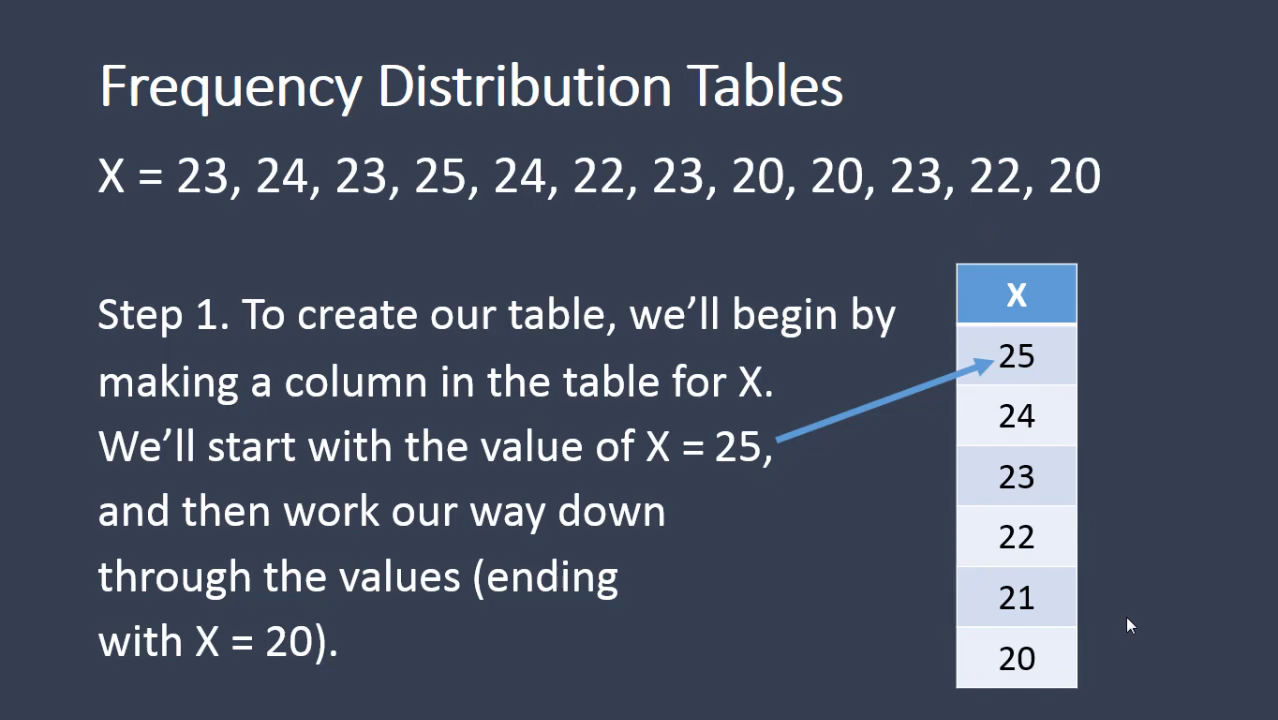 Frequency Distribution Tables
X = 23, 24, 23, 25, 24, 22, 23, 20, 20, 23, 22, 20
Step 1. To create our table, we’ll begin by
making a column in the table for X.
We’ll start with the value of X = 25,
and then work our way down
through the values (ending
with X = 20).
X
25
24
23
22
21
20